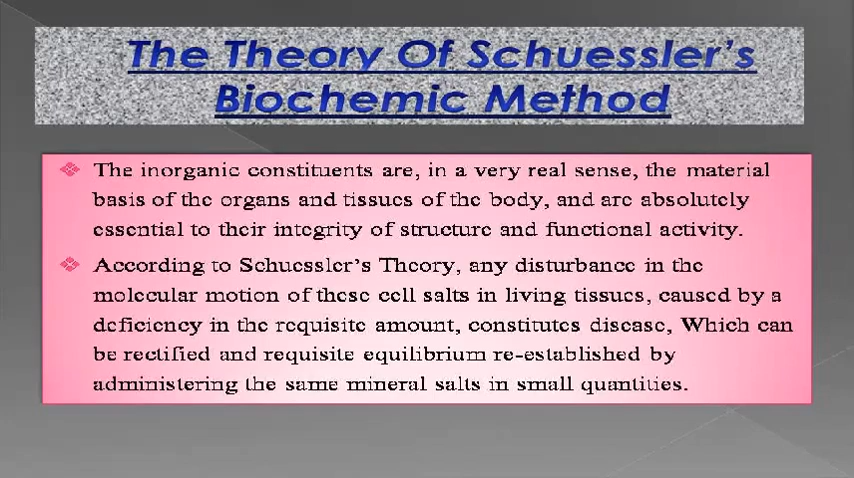 The Theory Of Schuessler's
Biochemic Method
The inorganic constituents are, in a very real sense, the material
basis of the organs and tissues of the body, and are absolutely
essential to their integrity of structure and functional activity.
According to Schuessler's Theory, any disturbance in the
molecular motion of these cell salts in living tissues, caused by a
deficiency in the requisite amount, constitutes disease, Which can
be rectified and requisite equilibrium re-established by
administering the same mineral salts in small quantities.